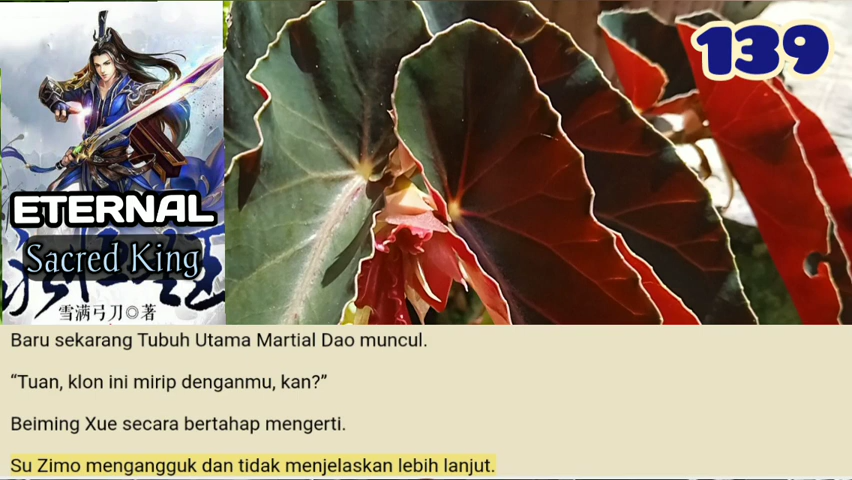 139
ETERNAL
Sacred King
雪满弓刀◎著
Baru sekarang Tubuh Utama Martial Dao muncul.
“Tuan, klon ini mirip denganmu, kan?”
Beiming Xue secara bertahap mengerti.
Su Zimo mengangguk dan tidak menjelaskan lebih lanjut.